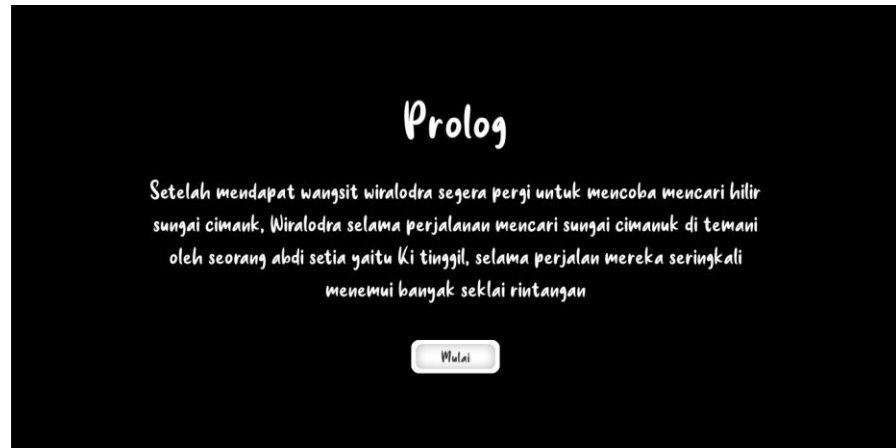 Prolog
Setelah mendapat wangsit wiralodra segera pergi untuk mencoba mencari hilir
sungai cimank, Wiralodra selama perjalanan mencari sungai cimanuk di temani
oleh seorang abdi setia yaitu Ki tinggil, selama perjalan mereka seringkali
menemui banyak seklai rintangan
Mulai